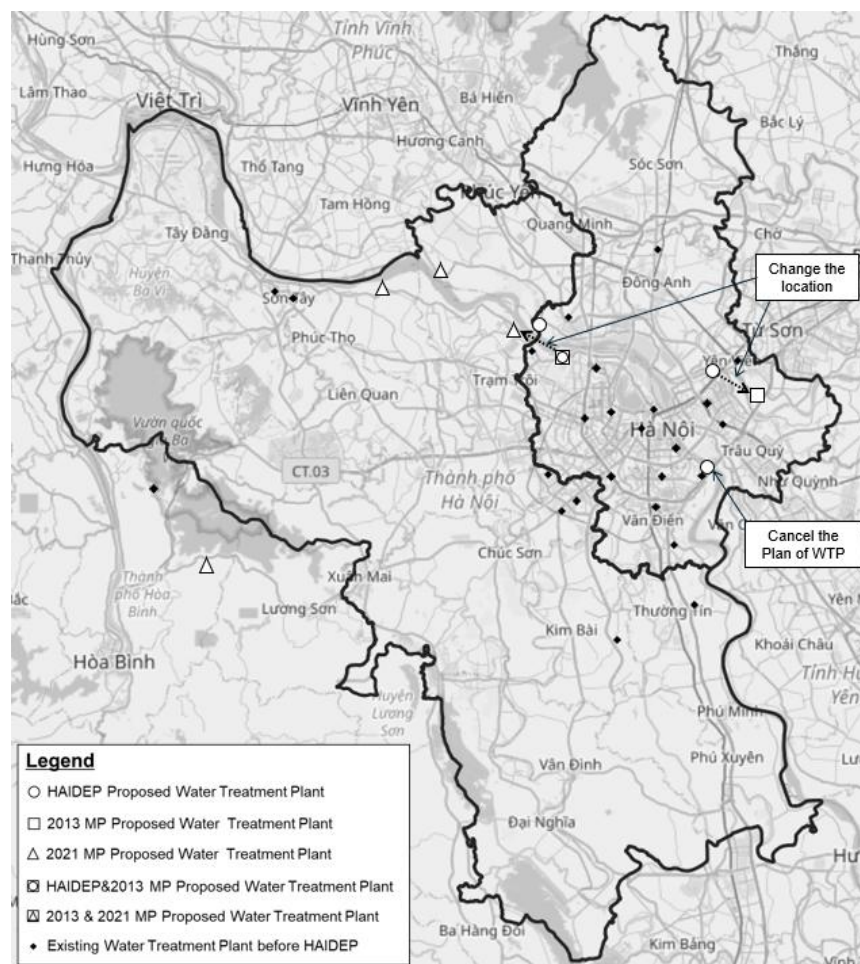 Tỉnh Vĩnh
Phúc
Hùng Sơn
Thắng
Lâm Thao
Việt Trì
Vĩnh Yên
Bá Hiến
Bắc Lý
Hương Canh
Hưng Hóa
Thổ Tang
Sóc Sơn
Phúc Yên
Tam Hồng
Quang Minh
Tây Đằng
Chờ
Thanh Thủy
Huyện
Ba Vì
Sơn Tây
Đông Anh
Change the
location
Phúc Thọ
Từ Sơn
Yên Viên
Trạm Trôi
Liên Quan
Vườn quốc
gia Ba
Hà Nội
Trâu Quỳ
CT.03
Thành phố
Hà Nội
Như Quỳnh
Văn Điển
Cancel the
Plan of WTP
Chúc Sơn
Thành
phố Hòa
Bình
Xuân Mai
Lương Sơn
Thường Tín
Yên M
Kim Bài
Khoái Châu
Hòa Bình
Tỉnh Hư
Yên
Huyện
Lương
Sơn
Phú Minh
Phú Xuyên
Vân Đình
Đại Nghĩa
Ba Hàng Đồi
Kim Bảng
Legend
HAIDEP Proposed Water Treatment Plant
2013 MP Proposed Water Treatment Plant
2021 MP Proposed Water Treatment Plant
HAIDEP&2013 MP Proposed Water Treatment Plant
2013 & 2021 MP Proposed Water Treatment Plant
Existing Water Treatment Plant before HAIDEP